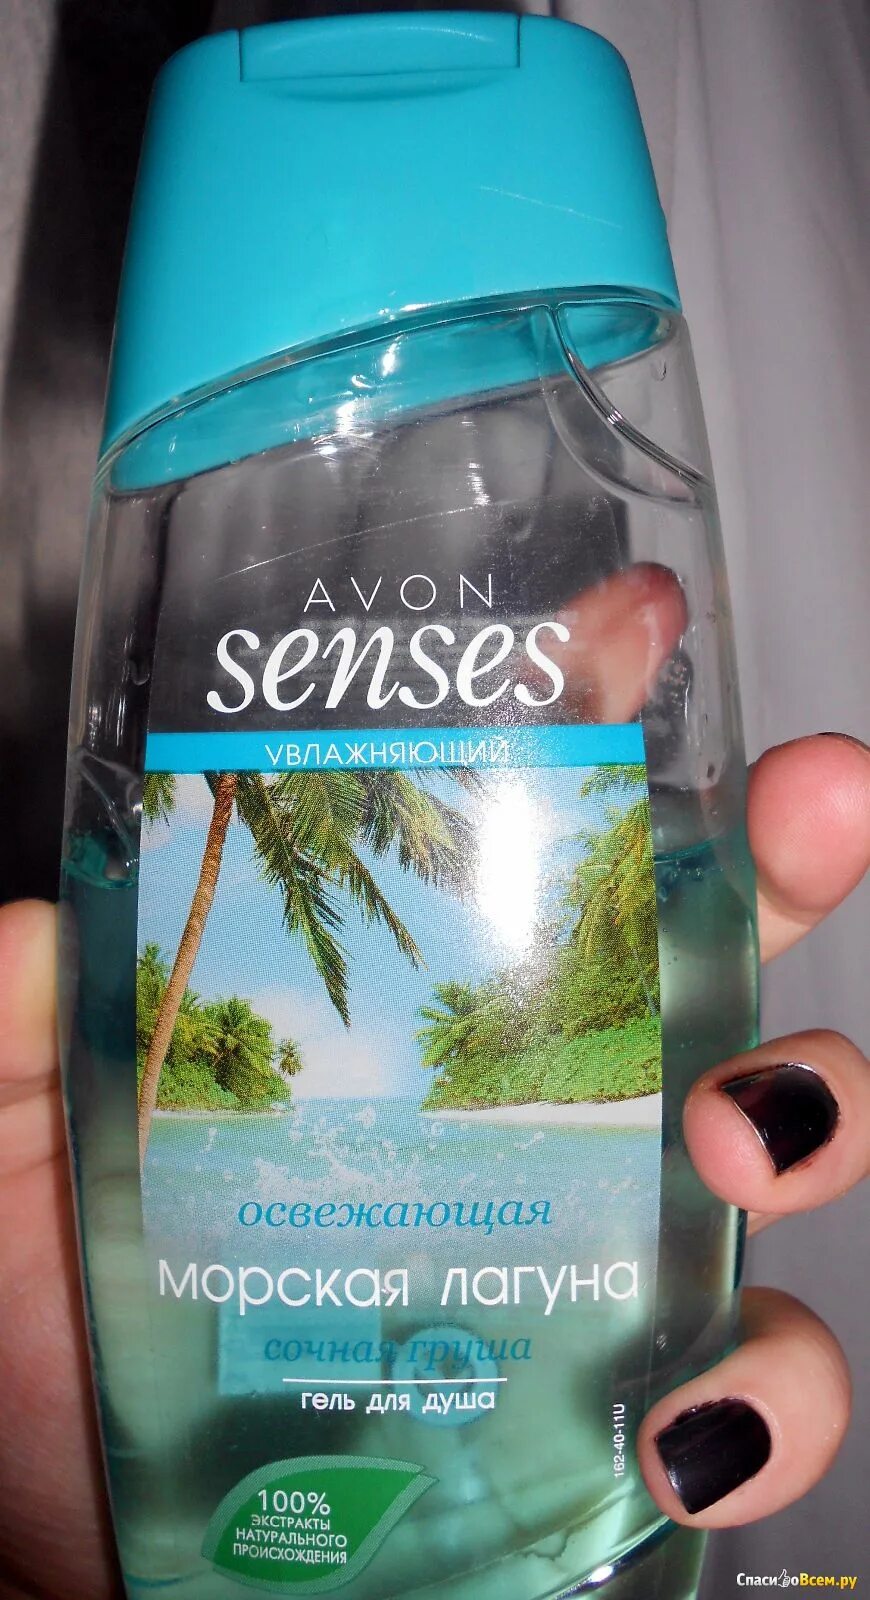 AVON
senses
УВЛАЖНЯЮЩИЙ
освежающая
МОРСКАЯ ЛАГУНА
сочная груша
гель для душа
162-40-11U
100%
ЭКСТРАКТЫ
НАТУРАЛЬНОГО
ПРОИСХОЖДЕНИЯ
СпасибоВсем.ру